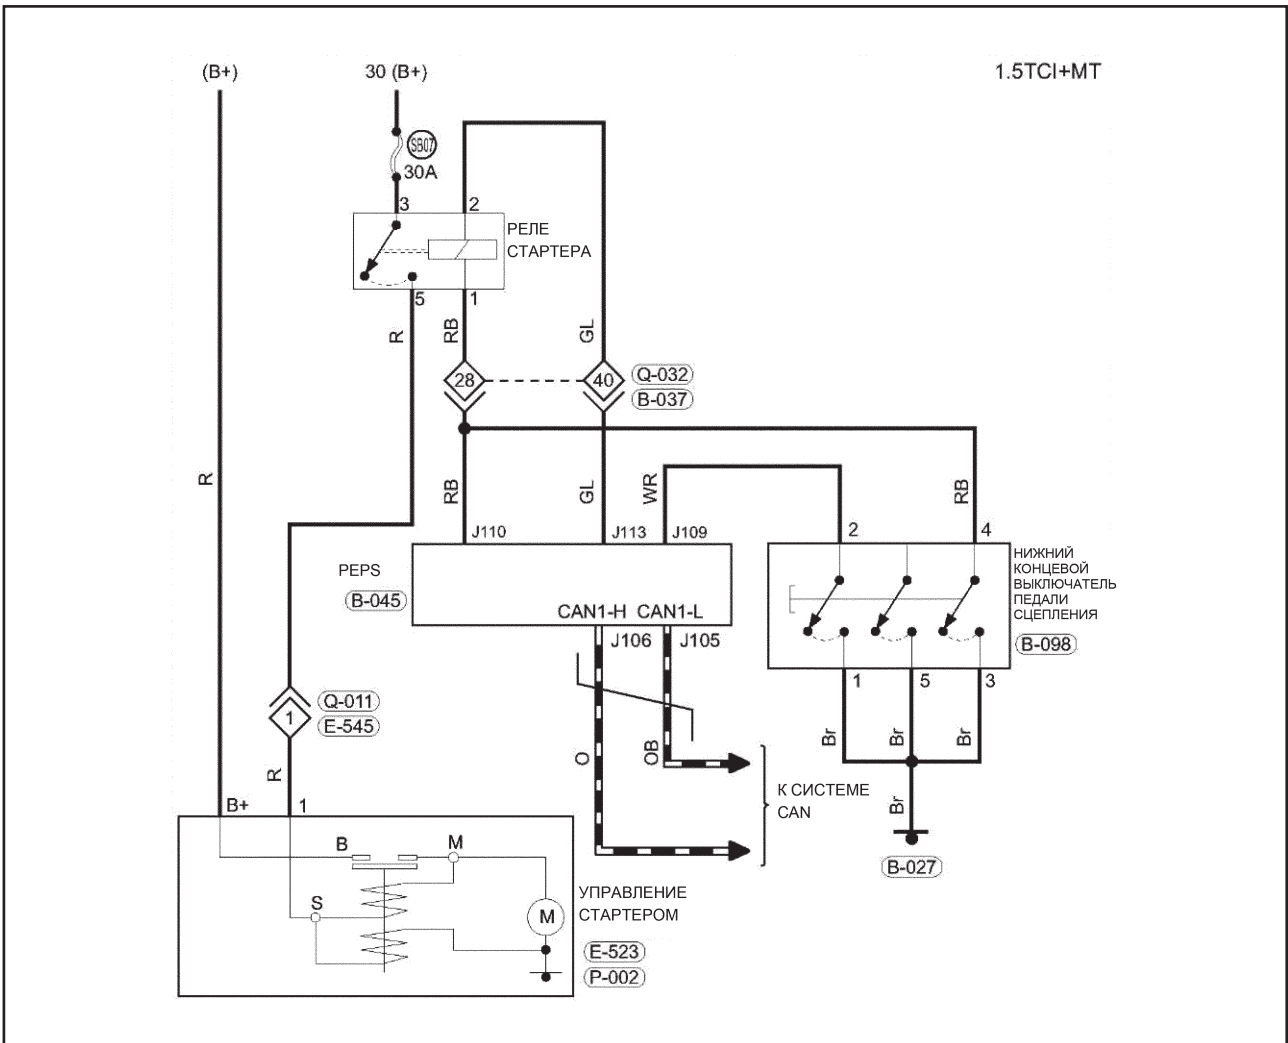 (B+)
30 (B+)
1.5TCI+MT
SB07
30A
3
2
РЕЛЕ
СТАРТЕРА
5
1
R
RB
GL
28
40
Q-032
B-037
R
RB
GL
WR
RB
J110
J113
J109
2
4
PEPS
B-045
CAN1-H
CAN1-L
J106
J105
НИЖНИЙ
КОНЦЕВОЙ
ВЫКЛЮЧАТЕЛЬ
ПЕДАЛИ
СЦЕПЛЕНИЯ
B-098
1
5
3
Q-011
1
E-545
Br
Br
Br
R
O
OB
К СИСТЕМЕ
CAN
Br
B-027
B+
1
B
M
S
M
УПРАВЛЕНИЕ
СТАРТЕРОМ
E-523
P-002